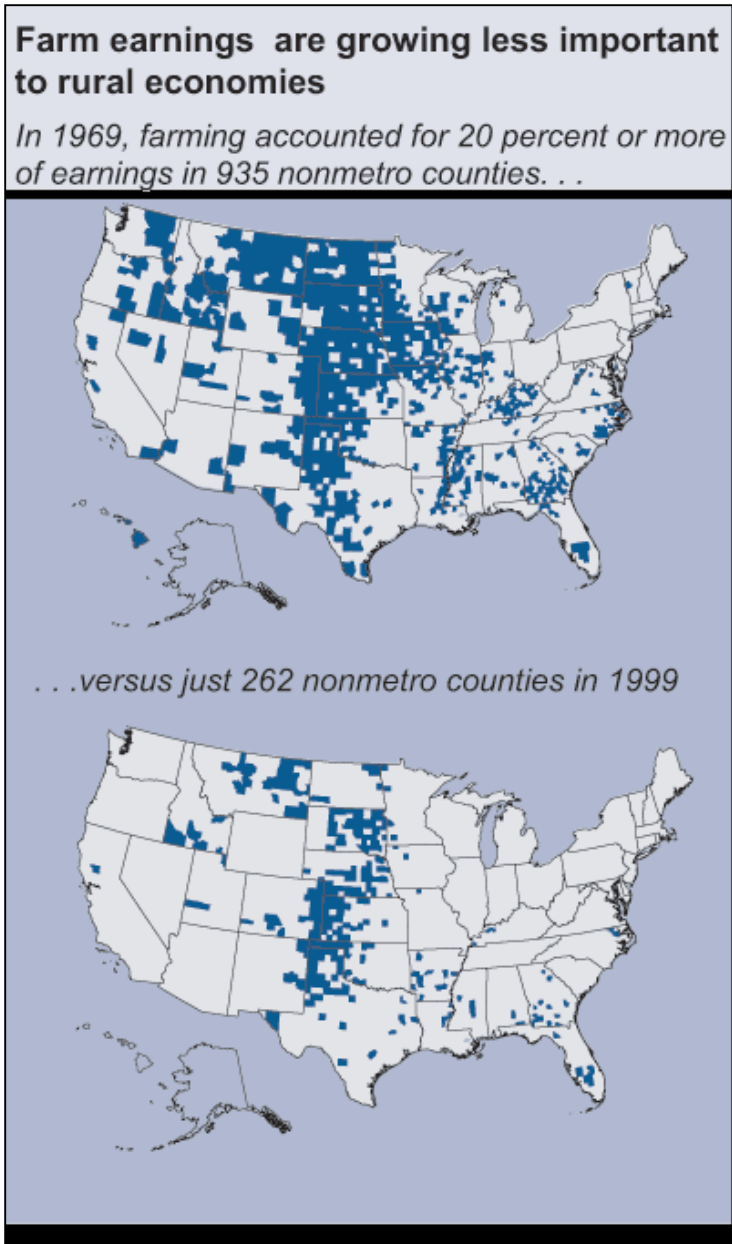 Farm earnings are growing less important
to rural economies
In 1969, farming accounted for 20 percent or more
of earnings in 935 nonmetro counties. . .
. . .versus just 262 nonmetro counties in 1999